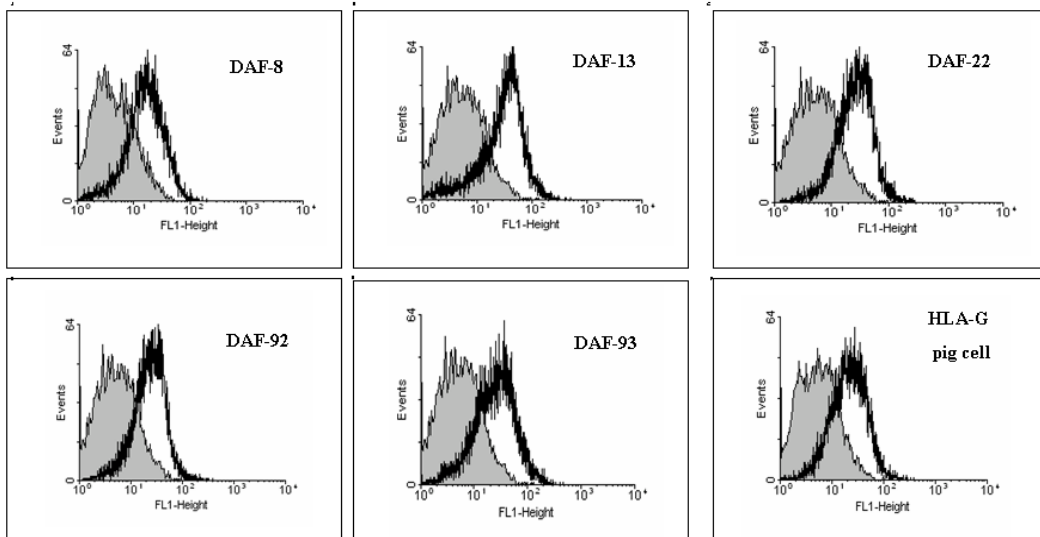 64
DAF-8
Events
0
10⁰ 10¹ 10² 10³ 10⁴
FL1-Height
64
DAF-13
Events
0
10⁰ 10¹ 10² 10³ 10⁴
FL1-Height
64
DAF-22
Events
0
10⁰ 10¹ 10² 10³ 10⁴
FL1-Height
64
DAF-92
Events
0
10⁰ 10¹ 10² 10³ 10⁴
FL1-Height
64
DAF-93
Events
0
10⁰ 10¹ 10² 10³ 10⁴
FL1-Height
64
HLA-G
pig cell
Events
0
10⁰ 10¹ 10² 10³ 10⁴
FL1-Height